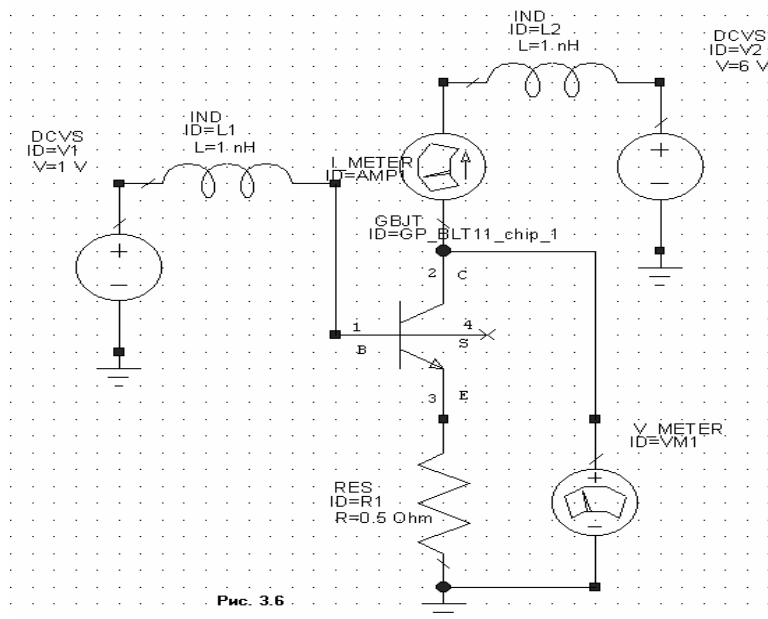 IND
ID=L2
L=1 nH
DCVS
ID=V2
V=6 V
IND
ID=L1
L=1 nH
DCVS
ID=V1
V=1 V
I_METER
ID=AMP1
GBJT
ID=GP_BLT11_chip_1
2 C
1
B
4
S
3 E
V_METER
ID=VM1
RES
ID=R1
R=0.5 Ohm
Рис. 3.6